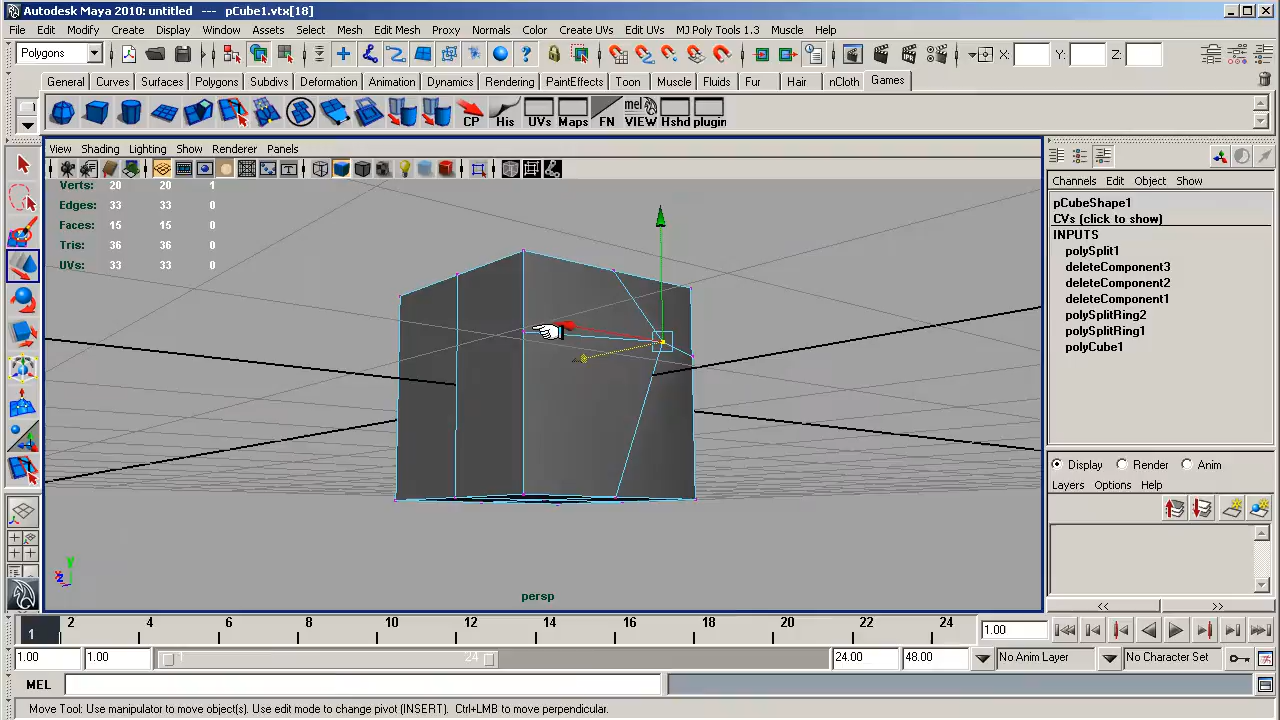 Autodesk Maya 2010: untitled --- pCube1.vtx[18]
File Edit Modify Create Display Window Assets Select Mesh Edit Mesh Proxy Normals Color Create UVs Edit UVs MJ Poly Tools 1.3 Muscle Help
Polygons X: Y: Z:
General Curves Surfaces Polygons Subdivs Deformation Animation Dynamics Rendering PaintEffects Toon Muscle Fluids Fur Hair nCloth Games
CP His UVs Maps FN mel VIEW Hshd plugin
View Shading Lighting Show Renderer Panels
Verts: 20 20 1
Edges: 33 33 0
Faces: 15 15 0
Tris: 36 36 0
UVs: 33 33 0
persp
Channels Edit Object Show
pCubeShape1
CVs (click to show)
INPUTS
polySplit1
deleteComponent3
deleteComponent2
deleteComponent1
polySplitRing2
polySplitRing1
polyCube1
Display Render Anim
Layers Options Help
<< >>
1 2 4 6 8 10 12 14 16 18 20 22 24 1.00
1.00 1.00 1 24 24.00 48.00 No Anim Layer No Character Set
MEL
Move Tool: Use manipulator to move object(s). Use edit mode to change pivot (INSERT). Ctrl+LMB to move perpendicular.